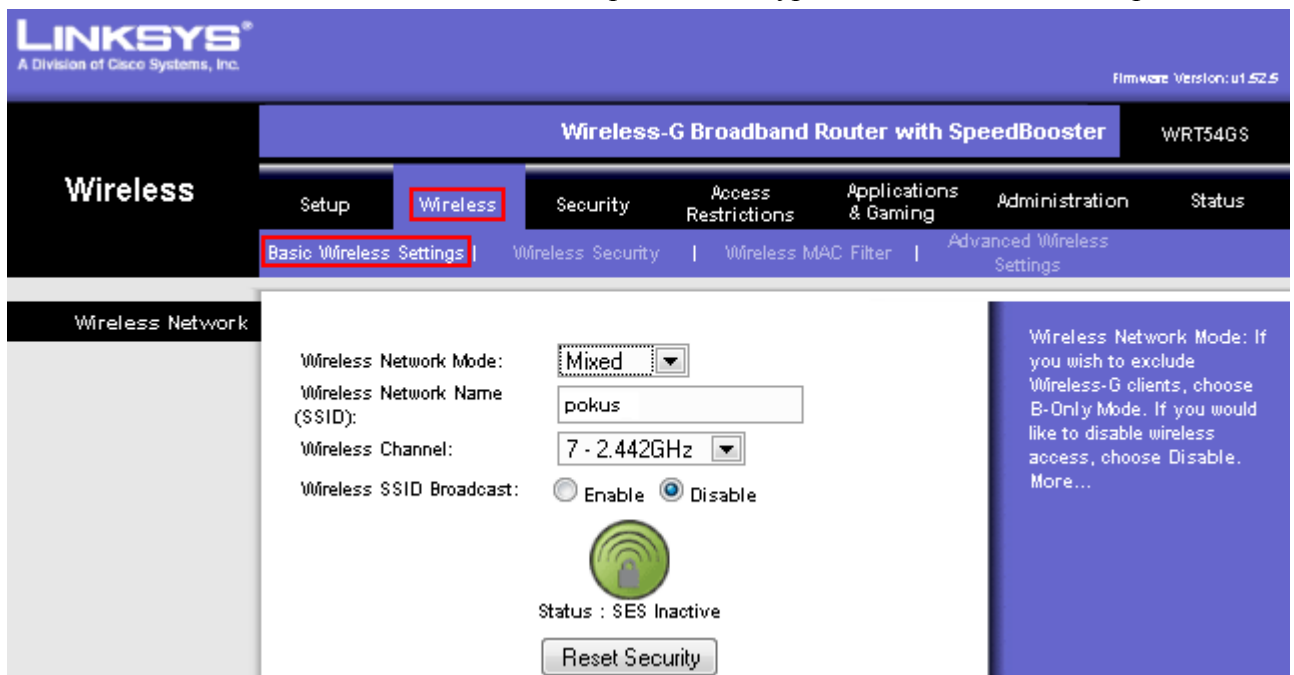 LINKSYS®
A Division of Cisco Systems, Inc.
Firmware Version: u1.52.5
Wireless-G Broadband Router with SpeedBooster WRT54GS
Wireless
Setup Wireless Security Access Restrictions Applications & Gaming Administration Status
Basic Wireless Settings | Wireless Security | Wireless MAC Filter | Advanced Wireless Settings
Wireless Network
Wireless Network Mode: Mixed
Wireless Network Name
(SSID): pokus
Wireless Channel: 7 - 2.442GHz
Wireless SSID Broadcast: Enable Disable
Status : SES Inactive
Reset Security
Wireless Network Mode: If
you wish to exclude
Wireless-G clients, choose
B-Only Mode. If you would
like to disable wireless
access, choose Disable.
More...